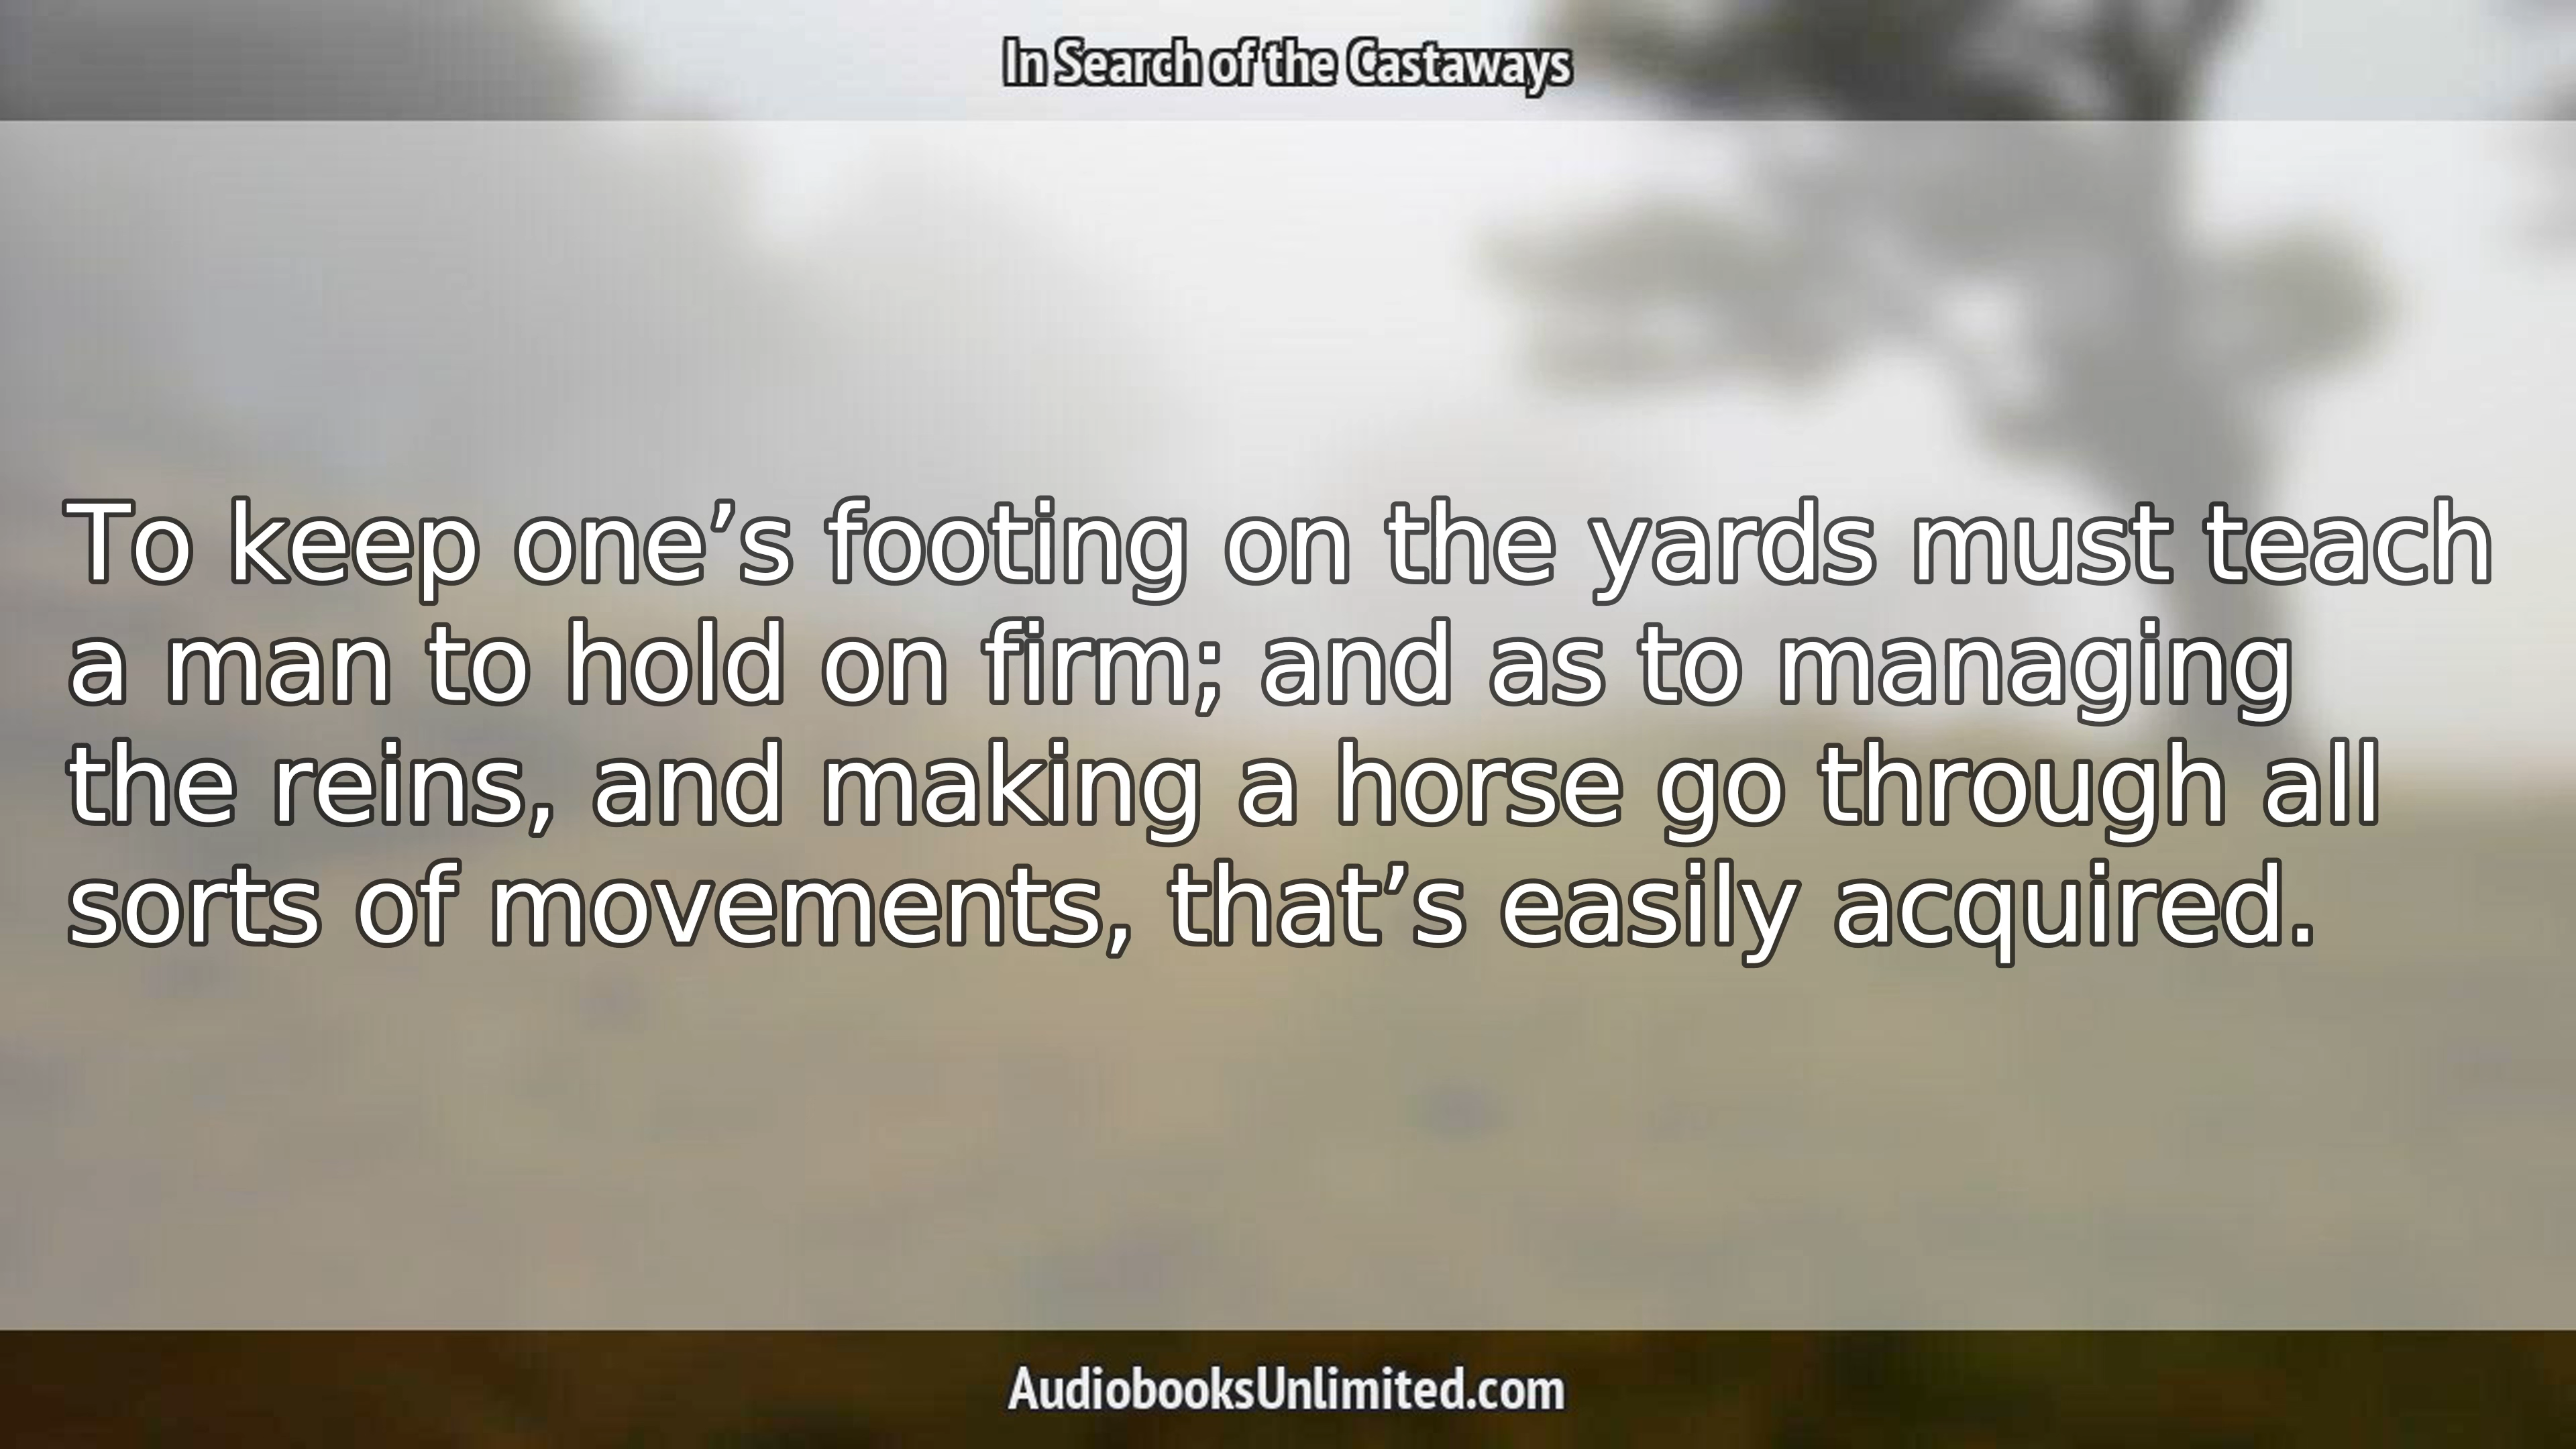 In Search of the Castaways
To keep one’s footing on the yards must teach
a man to hold on firm; and as to managing
the reins, and making a horse go through all
sorts of movements, that’s easily acquired.
AudiobooksUnlimited.com